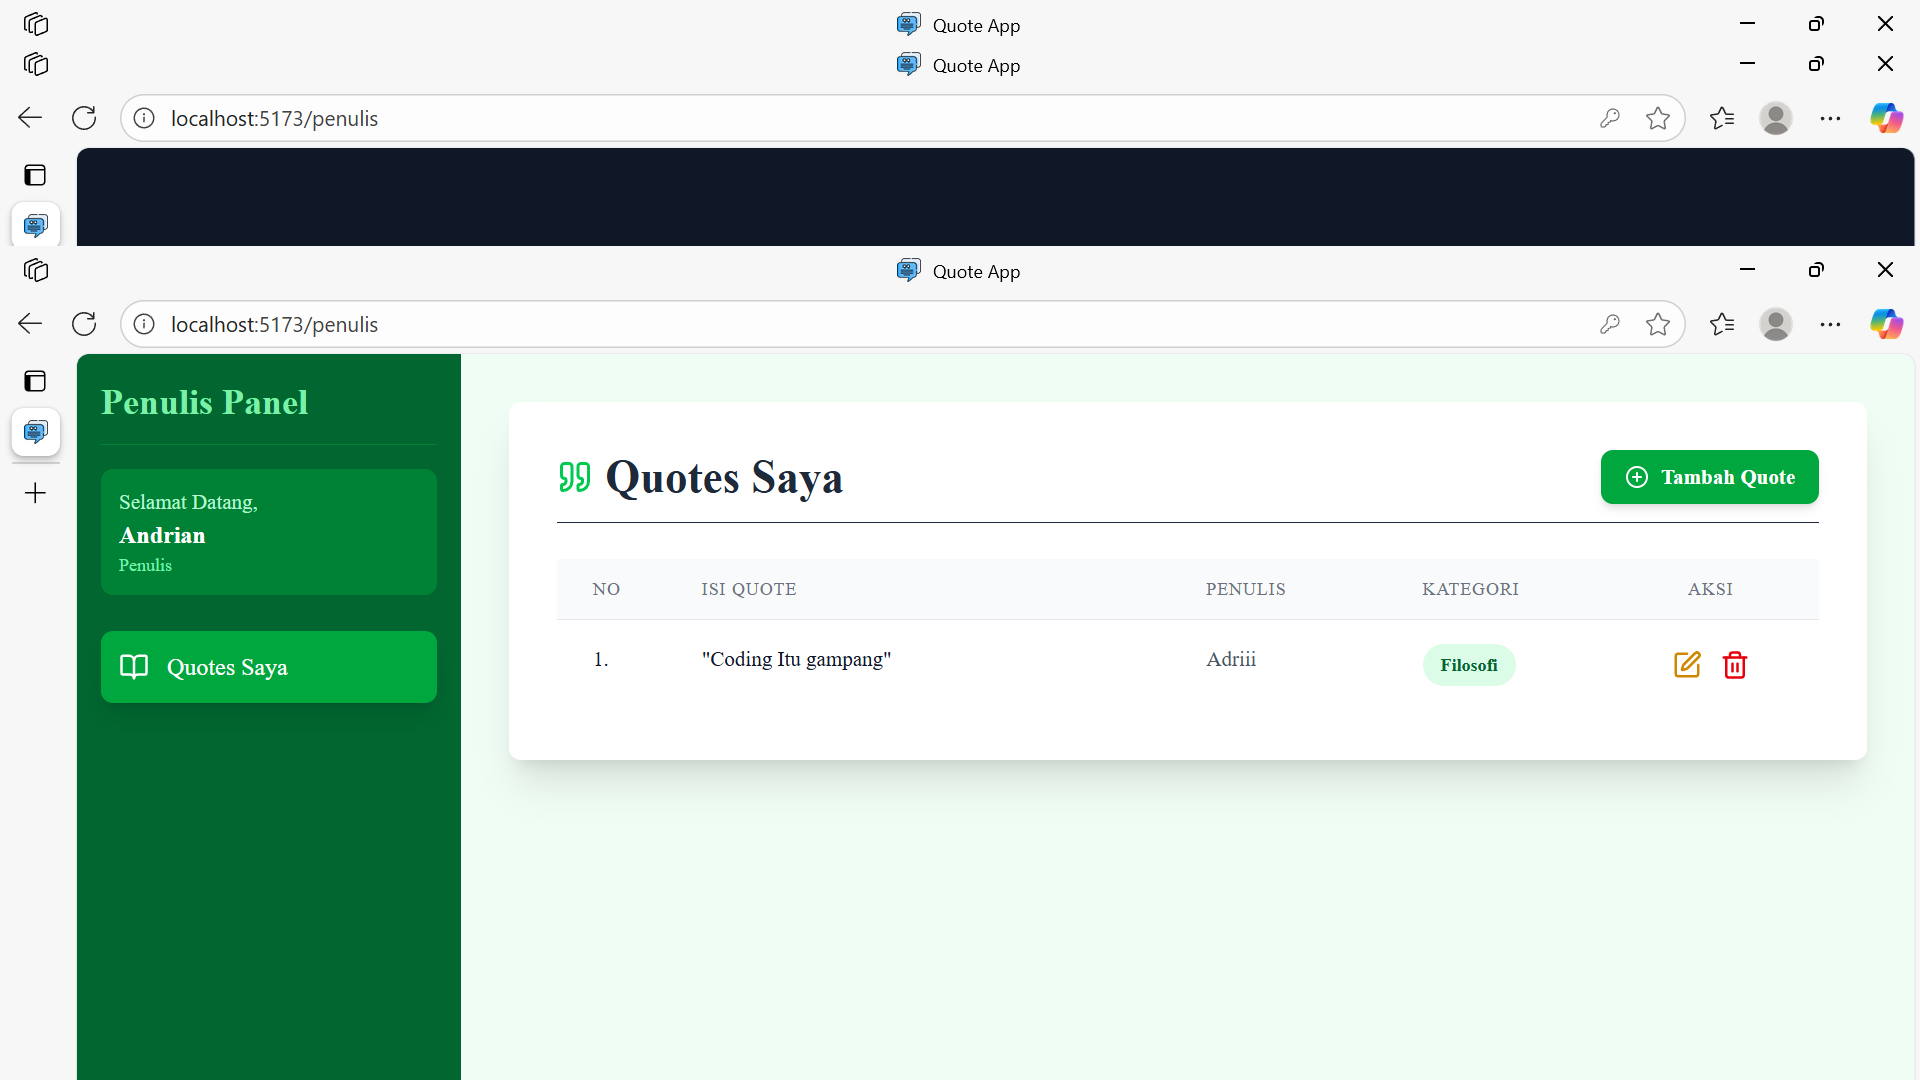 Quote App
Quote App
localhost:5173/penulis
Quote App
localhost:5173/penulis
Penulis Panel
Selamat Datang,
Andrian
Penulis
Quotes Saya
Quotes Saya
Tambah Quote
NO ISI QUOTE PENULIS KATEGORI AKSI
1. "Coding Itu gampang" Adriii Filosofi